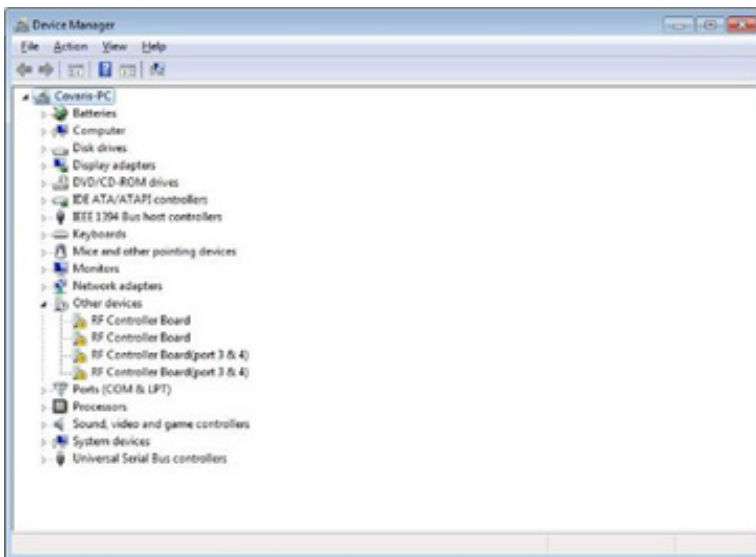 Device Manager
File Action View Help
Covaris-PC
Batteries
Computer
Disk drives
Display adapters
DVD/CD-ROM drives
IDE ATA/ATAPI controllers
IEEE 1394 Bus host controllers
Keyboards
Mice and other pointing devices
Monitors
Network adapters
Other devices
RF Controller Board
RF Controller Board
RF Controller Board(port 3 & 4)
RF Controller Board(port 3 & 4)
Ports (COM & LPT)
Processors
Sound, video and game controllers
System devices
Universal Serial Bus controllers